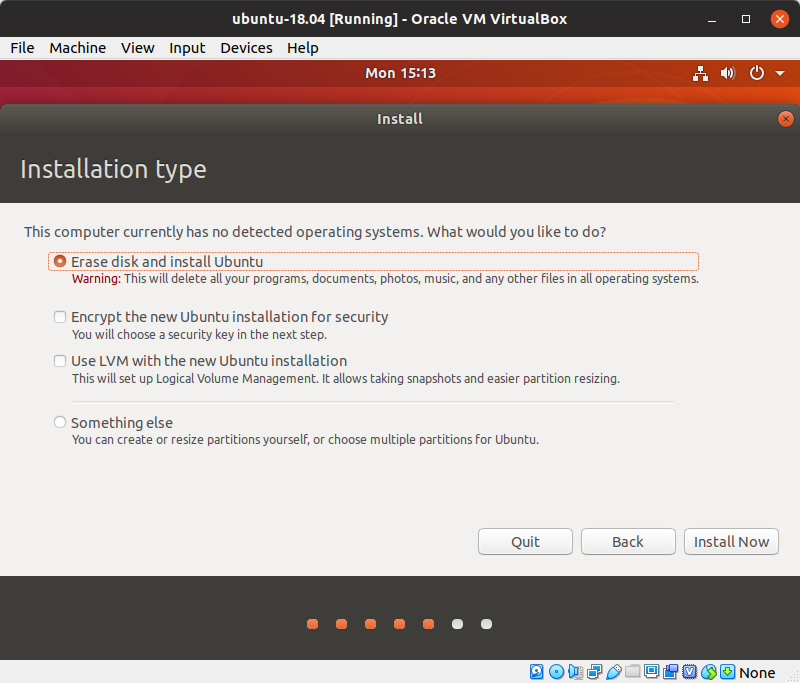 ubuntu-18.04 [Running] - Oracle VM VirtualBox
File Machine View Input Devices Help
Mon 15:13
Install
Installation type
This computer currently has no detected operating systems. What would you like to do?
Erase disk and install Ubuntu
Warning: This will delete all your programs, documents, photos, music, and any other files in all operating systems.
Encrypt the new Ubuntu installation for security
You will choose a security key in the next step.
Use LVM with the new Ubuntu installation
This will set up Logical Volume Management. It allows taking snapshots and easier partition resizing.
Something else
You can create or resize partitions yourself, or choose multiple partitions for Ubuntu.
Quit Back Install Now
None